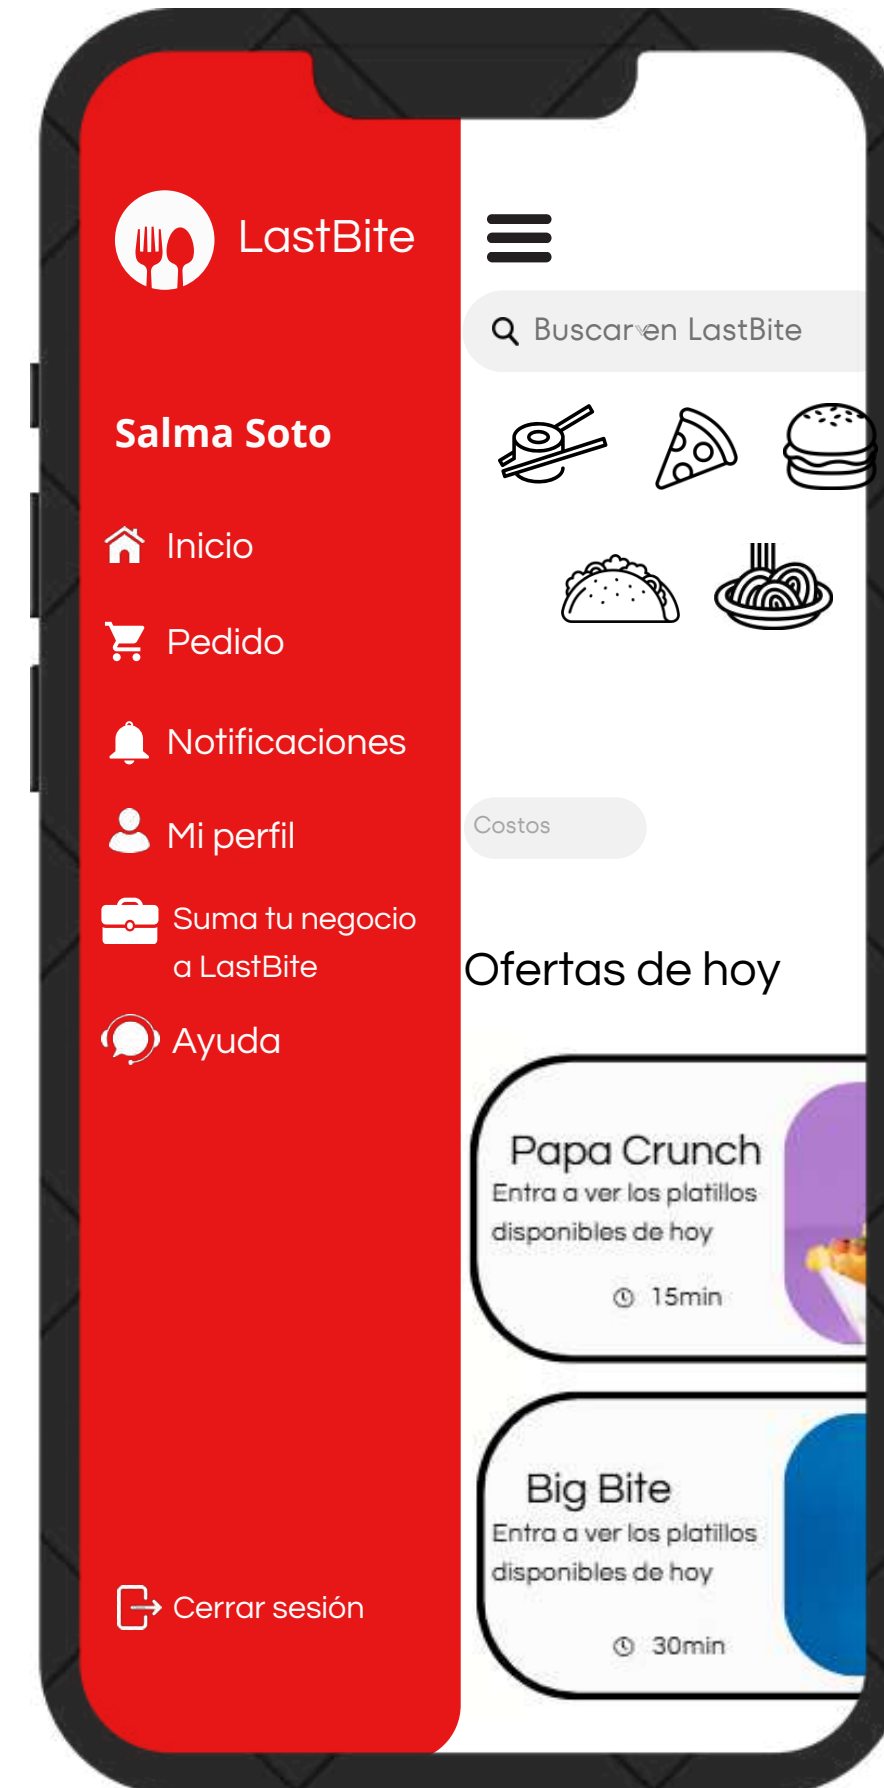 LastBite
Salma Soto
Inicio
Pedido
Notificaciones
Mi perfil
Suma tu negocio
a LastBite
Ayuda
Cerrar sesión
Buscar en LastBite
Costos
Ofertas de hoy
Papa Crunch
Entra a ver los platillos
disponibles de hoy
15min
Big Bite
Entra a ver los platillos
disponibles de hoy
30min